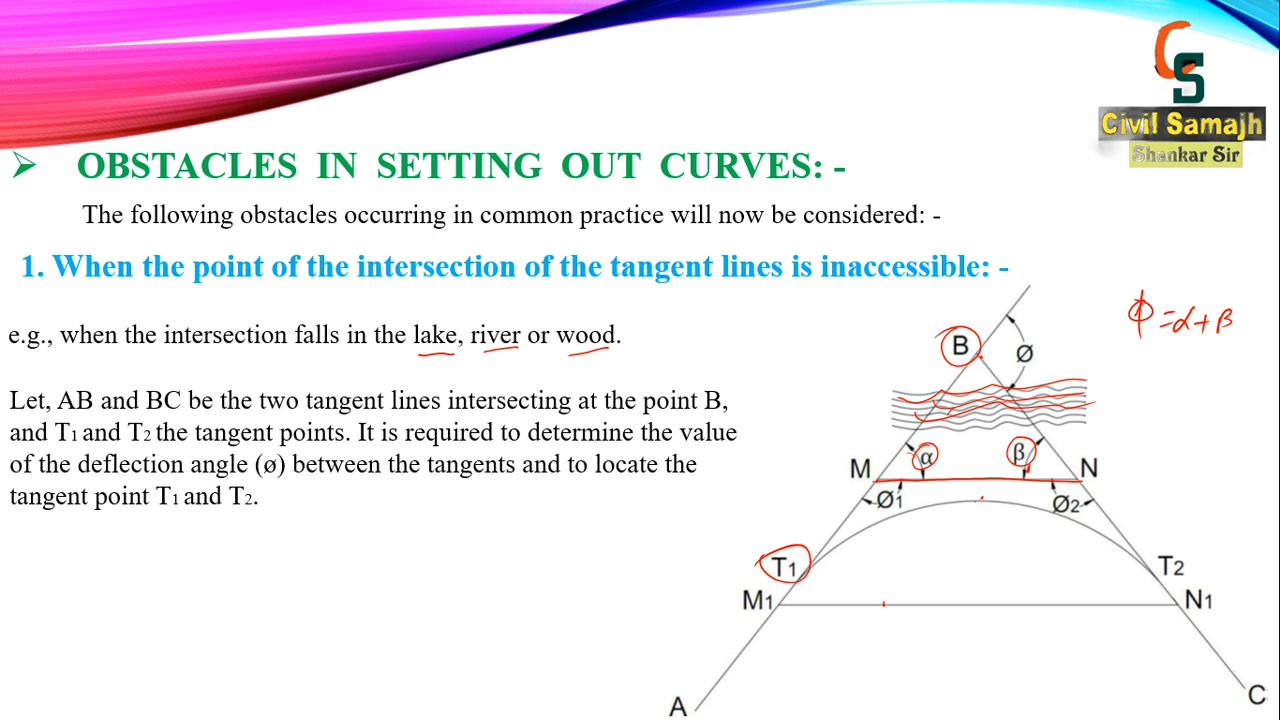 CS
Civil Samajh
Shankar Sir
➢ OBSTACLES IN SETTING OUT CURVES: -
The following obstacles occurring in common practice will now be considered: -
1. When the point of the intersection of the tangent lines is inaccessible: -
e.g., when the intersection falls in the lake, river or wood.
Let, AB and BC be the two tangent lines intersecting at the point B,
and T1 and T2 the tangent points. It is required to determine the value
of the deflection angle (ø) between the tangents and to locate the
tangent point T1 and T2.
ϕ = α + β
B
Ø
α
β
M
N
Ø1
Ø2
T1
T2
M1
N1
A
C